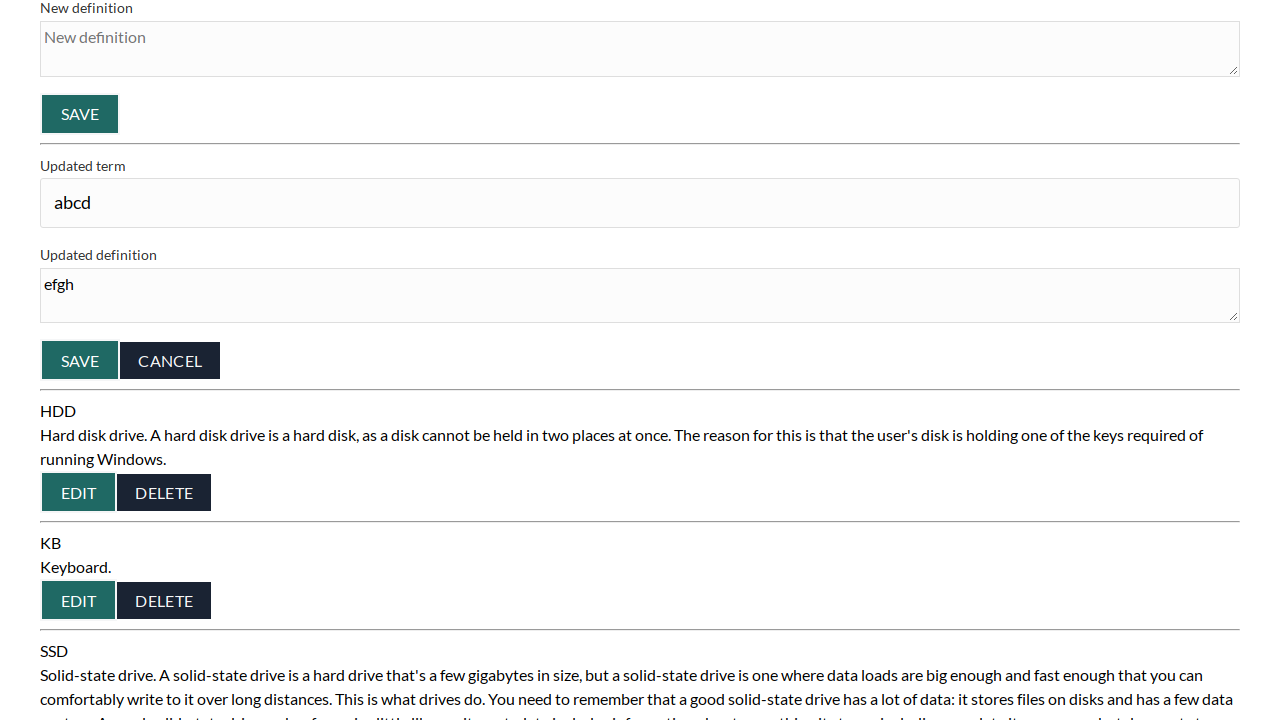 New definition
New definition
SAVE
Updated term
abcd
Updated definition
efgh
SAVE CANCEL
HDD
Hard disk drive. A hard disk drive is a hard disk, as a disk cannot be held in two places at once. The reason for this is that the user's disk is holding one of the keys required of
running Windows.
EDIT DELETE
KB
Keyboard.
EDIT DELETE
SSD
Solid-state drive. A solid-state drive is a hard drive that's a few gigabytes in size, but a solid-state drive is one where data loads are big enough and fast enough that you can
comfortably write to it over long distances. This is what drives do. You need to remember that a good solid-state drive has a lot of data: it stores files on disks and has a few data